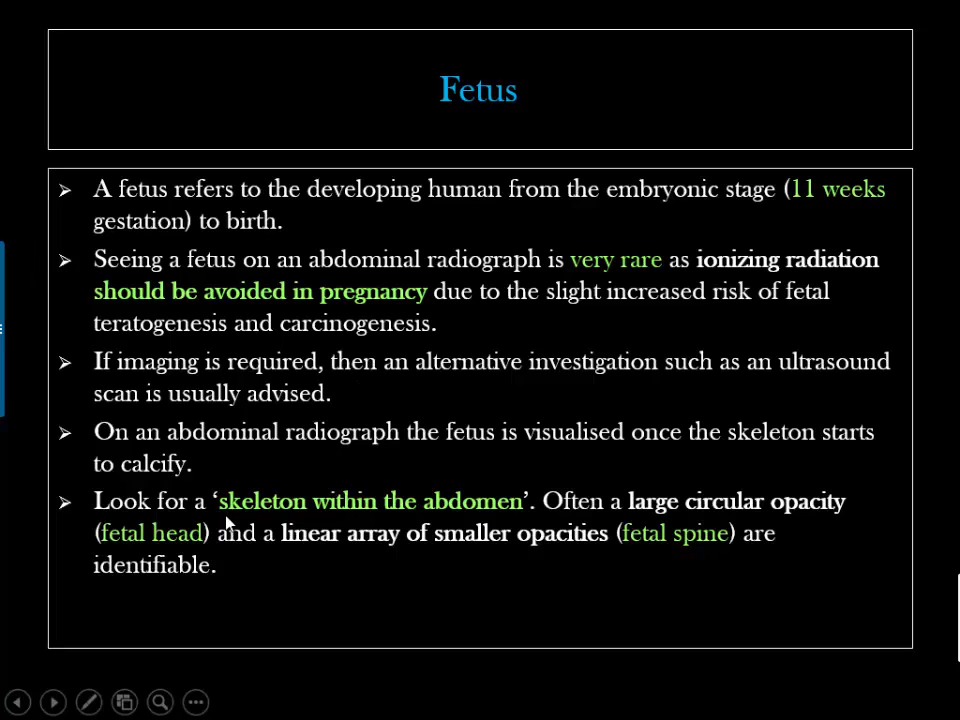 Fetus
A fetus refers to the developing human from the embryonic stage (11 weeks
gestation) to birth.
Seeing a fetus on an abdominal radiograph is very rare as ionizing radiation
should be avoided in pregnancy due to the slight increased risk of fetal
teratogenesis and carcinogenesis.
If imaging is required, then an alternative investigation such as an ultrasound
scan is usually advised.
On an abdominal radiograph the fetus is visualised once the skeleton starts
to calcify.
Look for a ‘skeleton within the abdomen’. Often a large circular opacity
(fetal head) and a linear array of smaller opacities (fetal spine) are
identifiable.